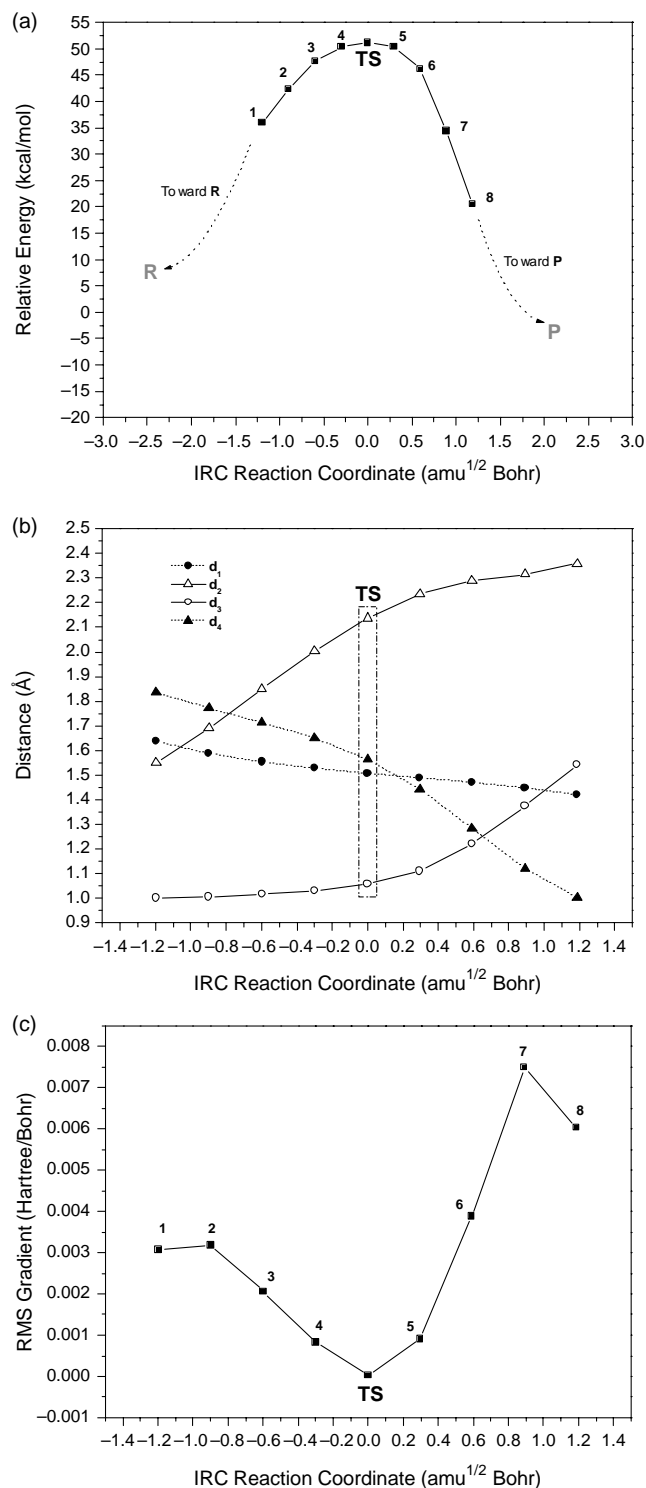 (a)
55
50
45
40
35
30
25
20
15
10
5
0
−5
−10
−15
−20
Relative Energy (kcal/mol)
1
2
3
4
TS
5
6
7
8
To ward R
To ward P
R
P
−3.0 −2.5 −2.0 −1.5 −1.0 −0.5 0.0 0.5 1.0 1.5 2.0 2.5 3.0
IRC Reaction Coordinate (amu1/2 Bohr)
(b)
2.5
2.4
2.3
2.2
2.1
2.0
1.9
1.8
1.7
1.6
1.5
1.4
1.3
1.2
1.1
1.0
0.9
Distance (Å)
d1
d2
d3
d4
TS
−1.4 −1.2 −1.0 −0.8 −0.6 −0.4 −0.2 0.0 0.2 0.4 0.6 0.8 1.0 1.2 1.4
IRC Reaction Coordinate (amu1/2 Bohr)
(c)
0.008
0.007
0.006
0.005
0.004
0.003
0.002
0.001
0.000
−0.001
RMS Gradient (Hartree/Bohr)
1
2
3
4
TS
5
6
7
8
−1.4 −1.2 −1.0 −0.8 −0.6 −0.4 −0.2 0.0 0.2 0.4 0.6 0.8 1.0 1.2 1.4
IRC Reaction Coordinate (amu1/2 Bohr)